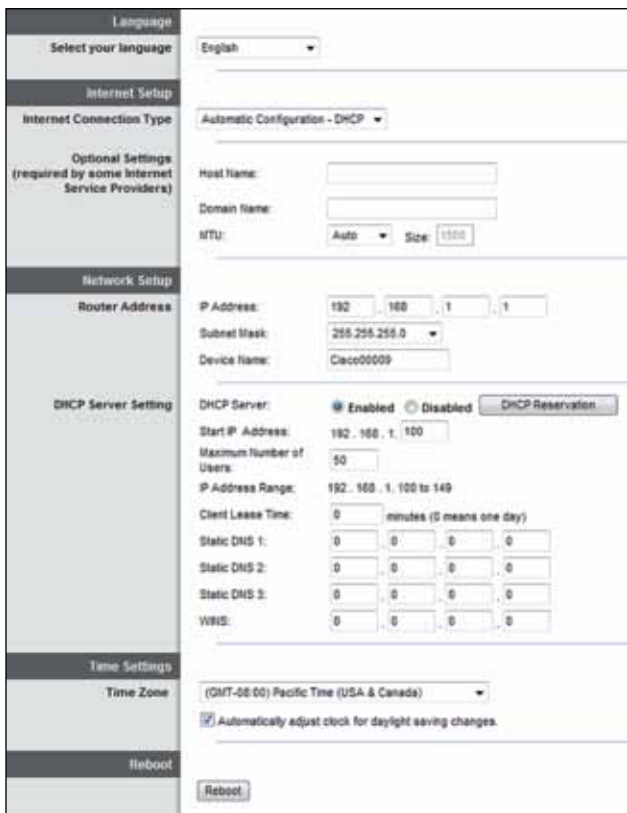 Language
Select your language English
Internet Setup
Internet Connection Type Automatic Configuration - DHCP
Optional Settings
(required by some Internet
Service Providers)
Host Name:
Domain Name:
MTU: Auto Size: 1500
Network Setup
Router Address IP Address: 192 . 168 . 1 . 1
Subnet Mask: 255.255.255.0
Device Name: Cisco00009
DHCP Server Setting DHCP Server: Enabled Disabled DHCP Reservation
Start IP Address: 192 . 168 . 1. 100
Maximum Number of
Users: 50
IP Address Range: 192 . 168 . 1. 100 to 149
Client Lease Time: 0 minutes (0 means one day)
Static DNS 1: 0 . 0 . 0 . 0
Static DNS 2: 0 . 0 . 0 . 0
Static DNS 3: 0 . 0 . 0 . 0
WINS: 0 . 0 . 0 . 0
Time Settings
Time Zone (GMT-08:00) Pacific Time (USA & Canada)
Automatically adjust clock for daylight saving changes.
Reboot
Reboot